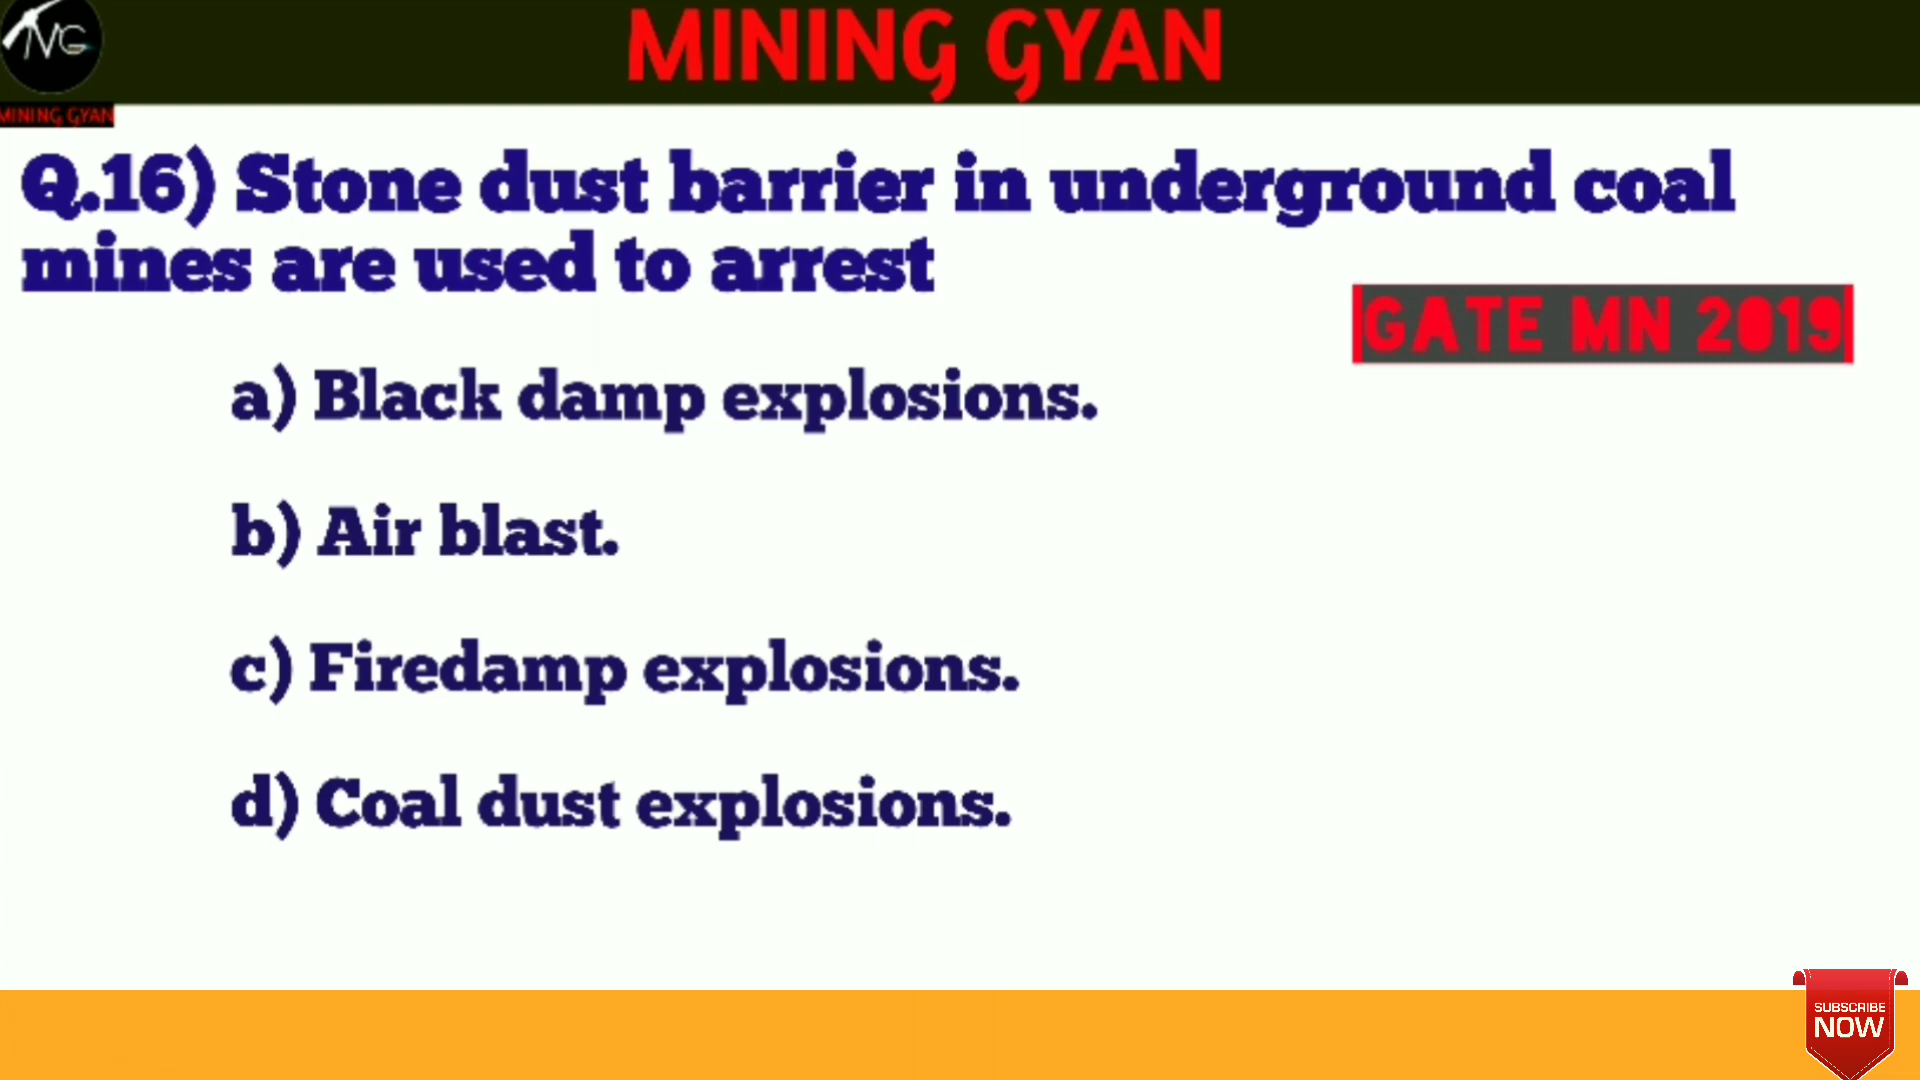 MG
MINING GYAN
MINING GYAN
Q.16) Stone dust barrier in underground coal
mines are used to arrest
GATE MN 2019
a) Black damp explosions.
b) Air blast.
c) Firedamp explosions.
d) Coal dust explosions.
SUBSCRIBE
NOW